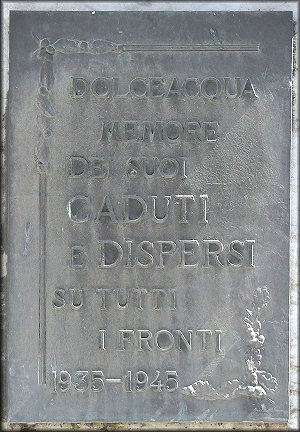 DOLCEACQUA
MEMORE
DEI SUOI
CADUTI
E DISPERSI
SU TUTTI
I FRONTI
1935-1945